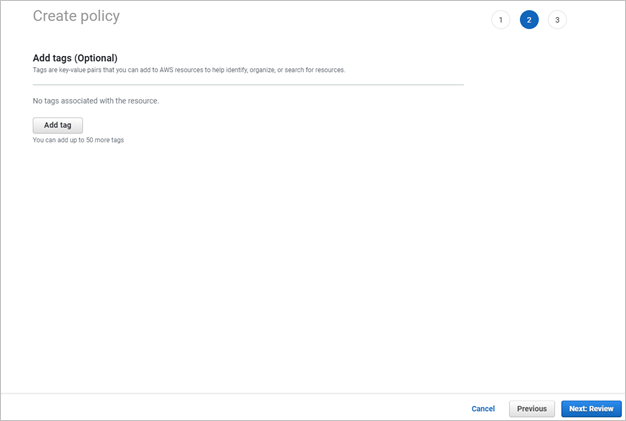 Create policy
1 2 3
Add tags (Optional)
Tags are key-value pairs that you can add to AWS resources to help identify, organize, or search for resources.
No tags associated with the resource.
Add tag
You can add up to 50 more tags
Cancel Previous Next: Review